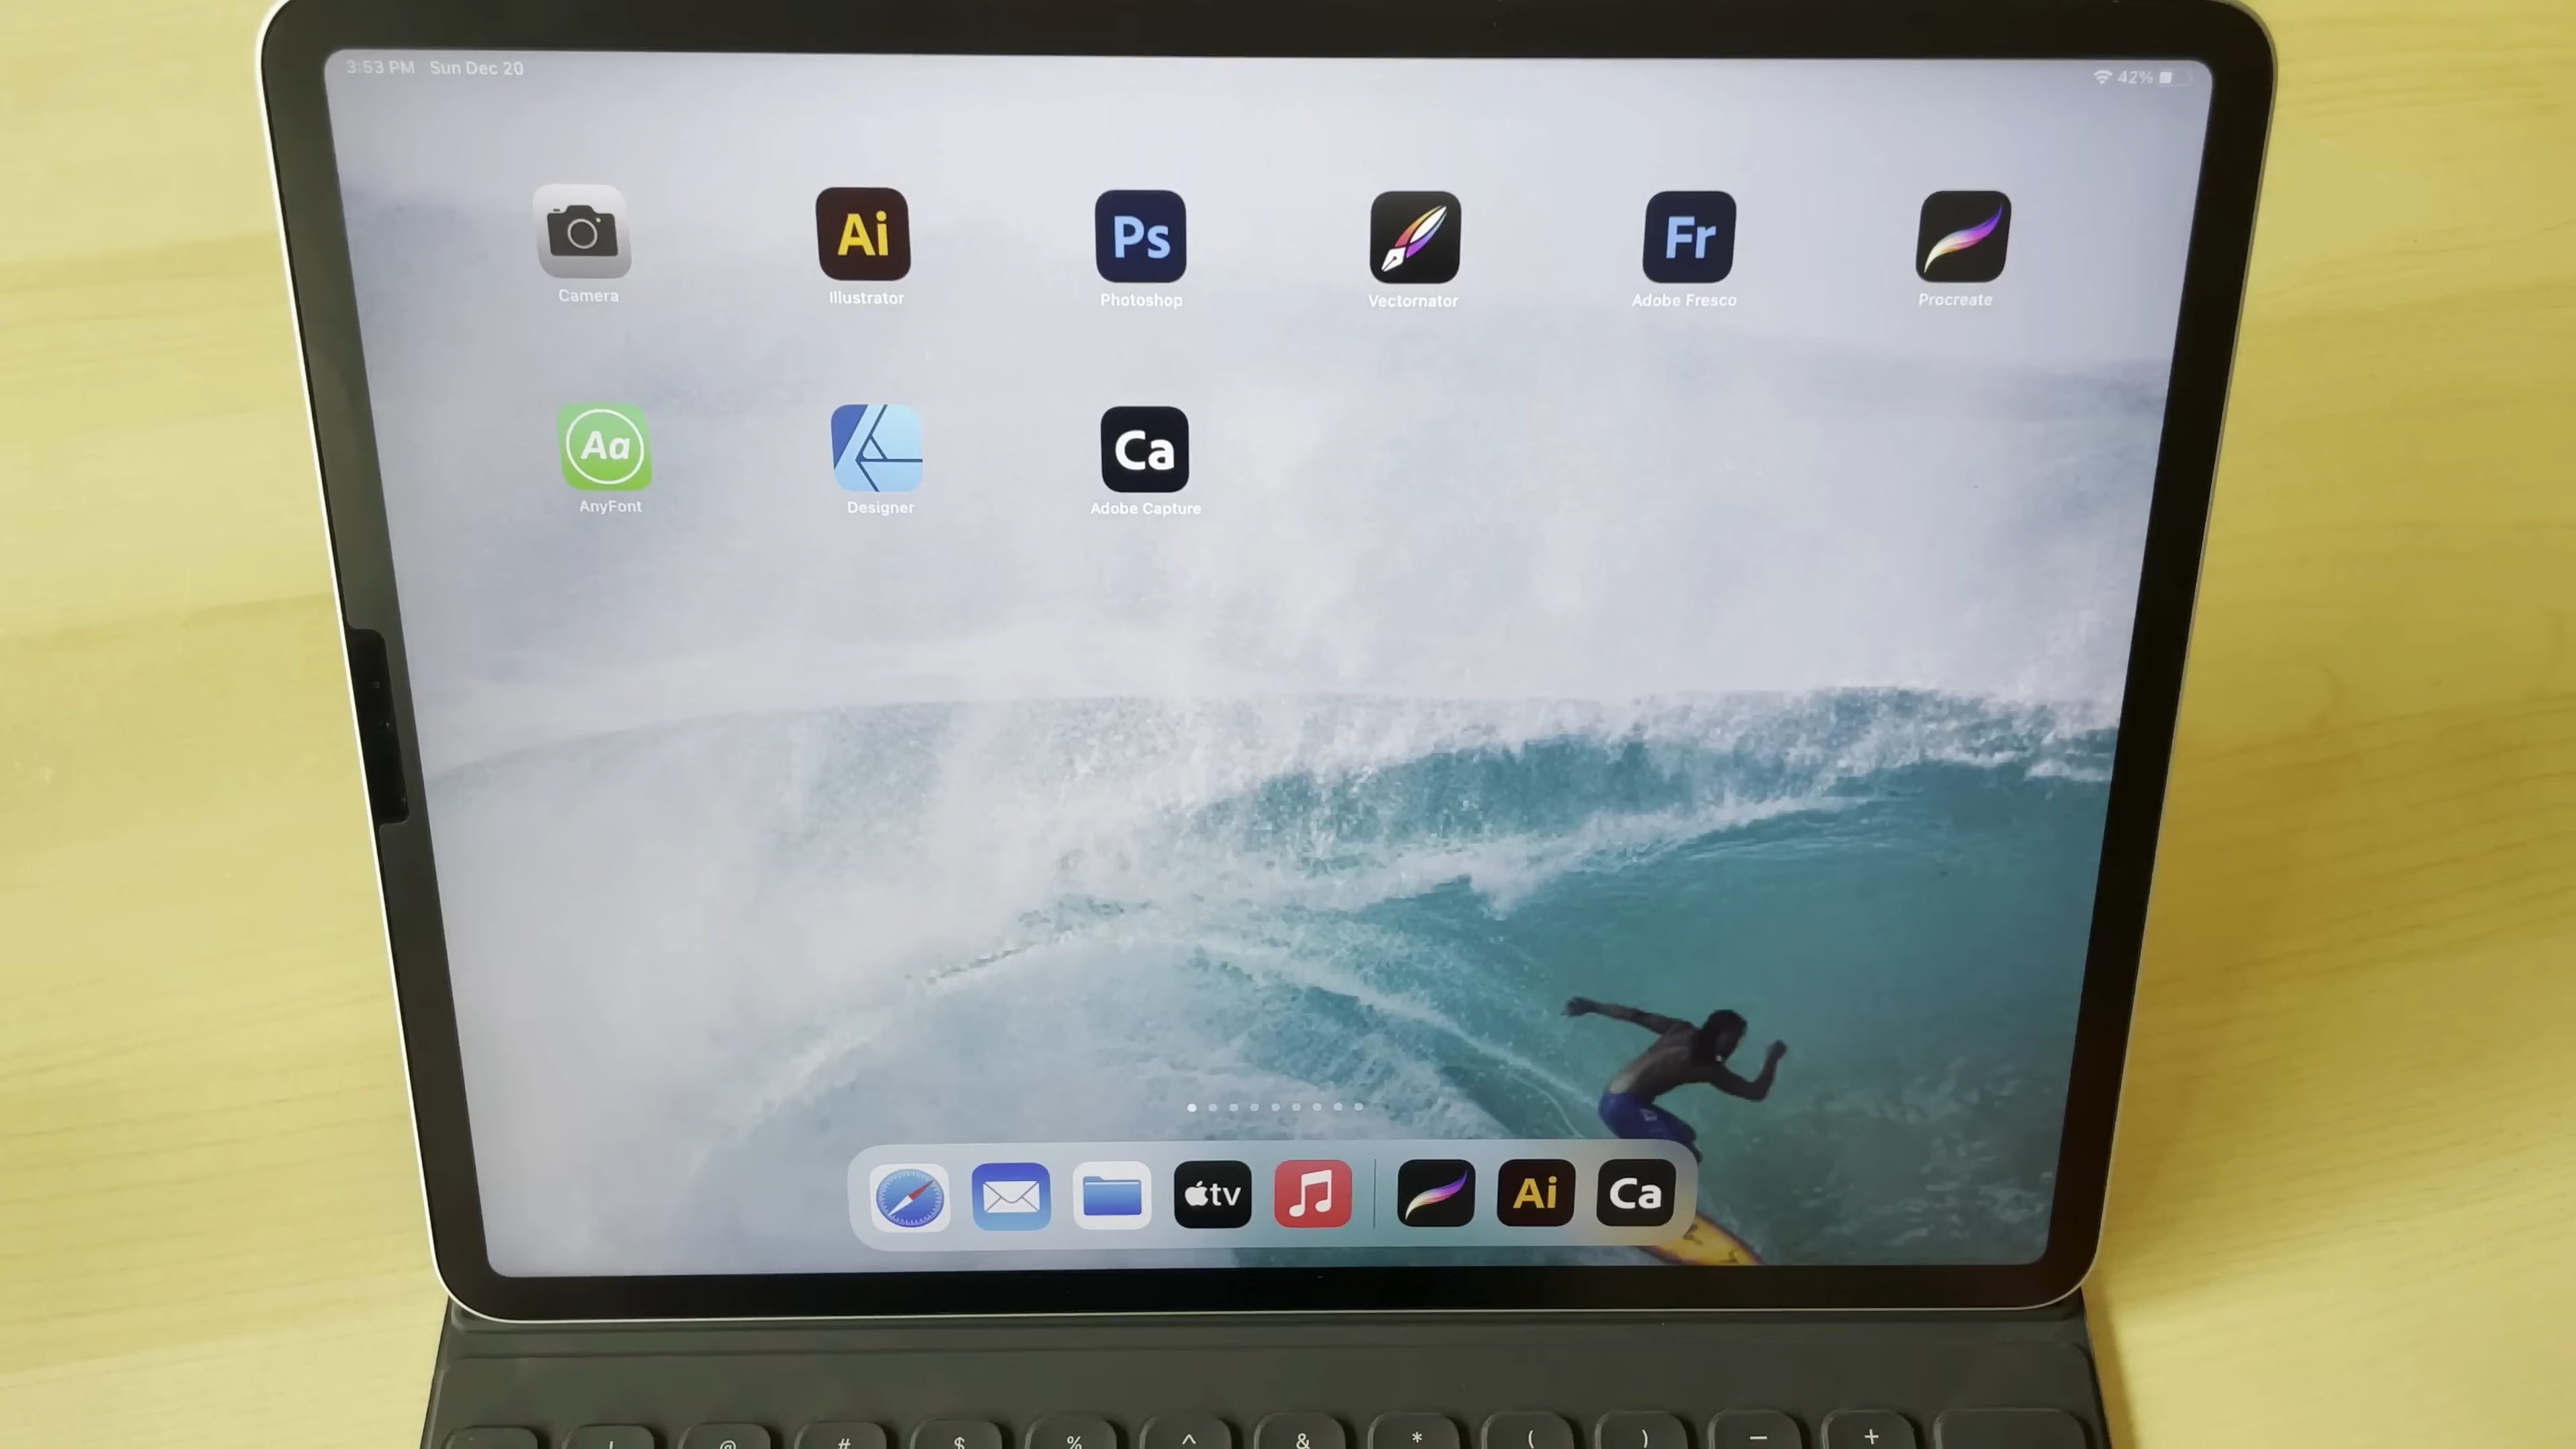 3:53 PM Sun Dec 20
42%
Ai
Ps
Fr
Camera
Illustrator
Photoshop
Vectornator
Adobe Fresco
Procreate
Aa
Ca
AnyFont
Designer
Adobe Capture
tv
Ai
Ca
! @ # $ % ^ & * ( ) – +